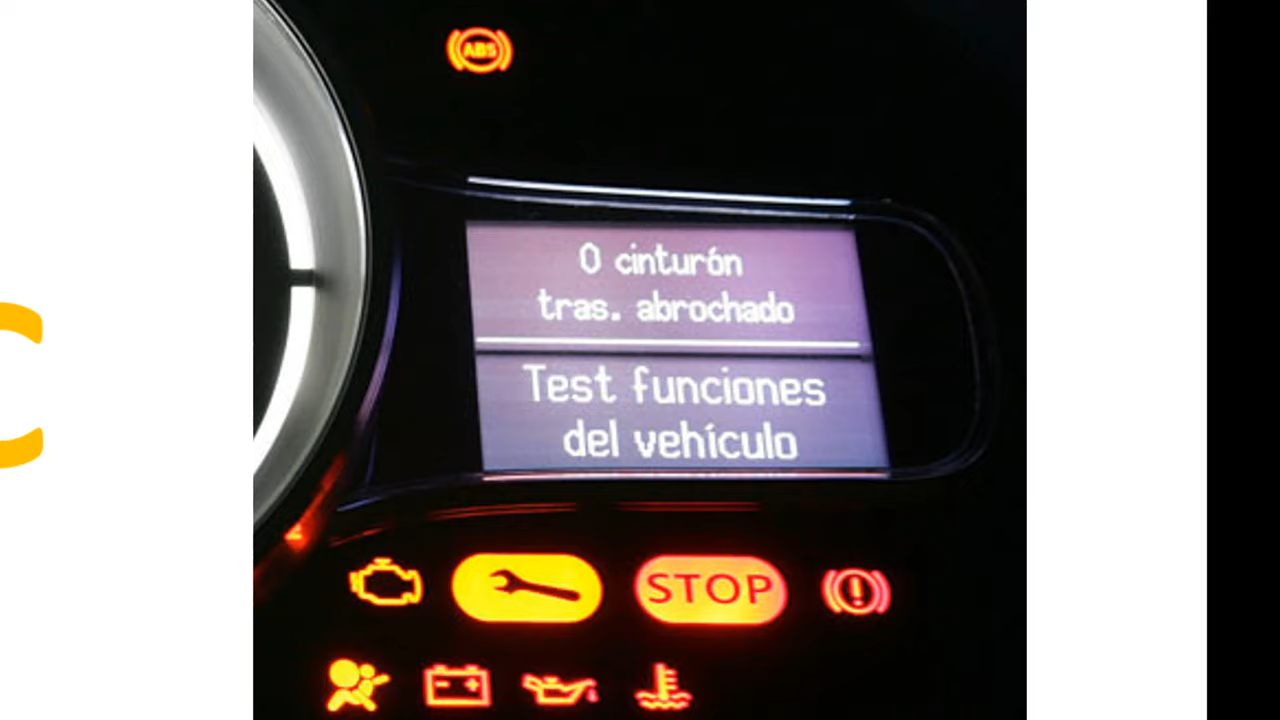 ABS
0 cinturón
tras. abrochado
Test funciones
del vehículo
STOP